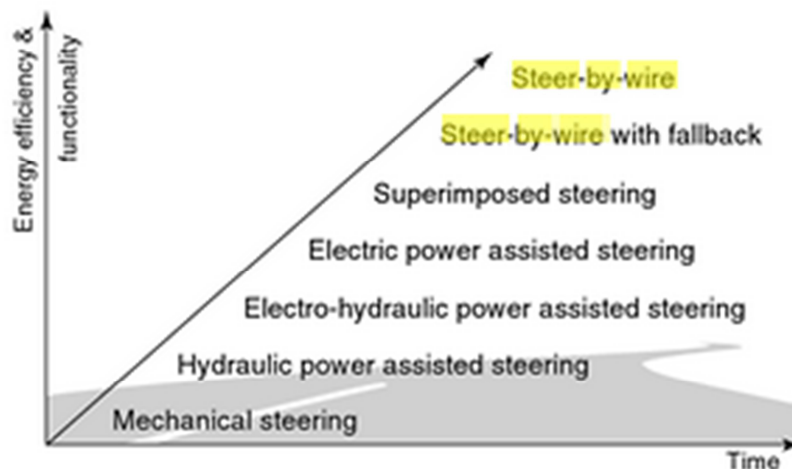 Energy efficiency &
functionality
Steer-by-wire
Steer-by-wire with fallback
Superimposed steering
Electric power assisted steering
Electro-hydraulic power assisted steering
Hydraulic power assisted steering
Mechanical steering
Time